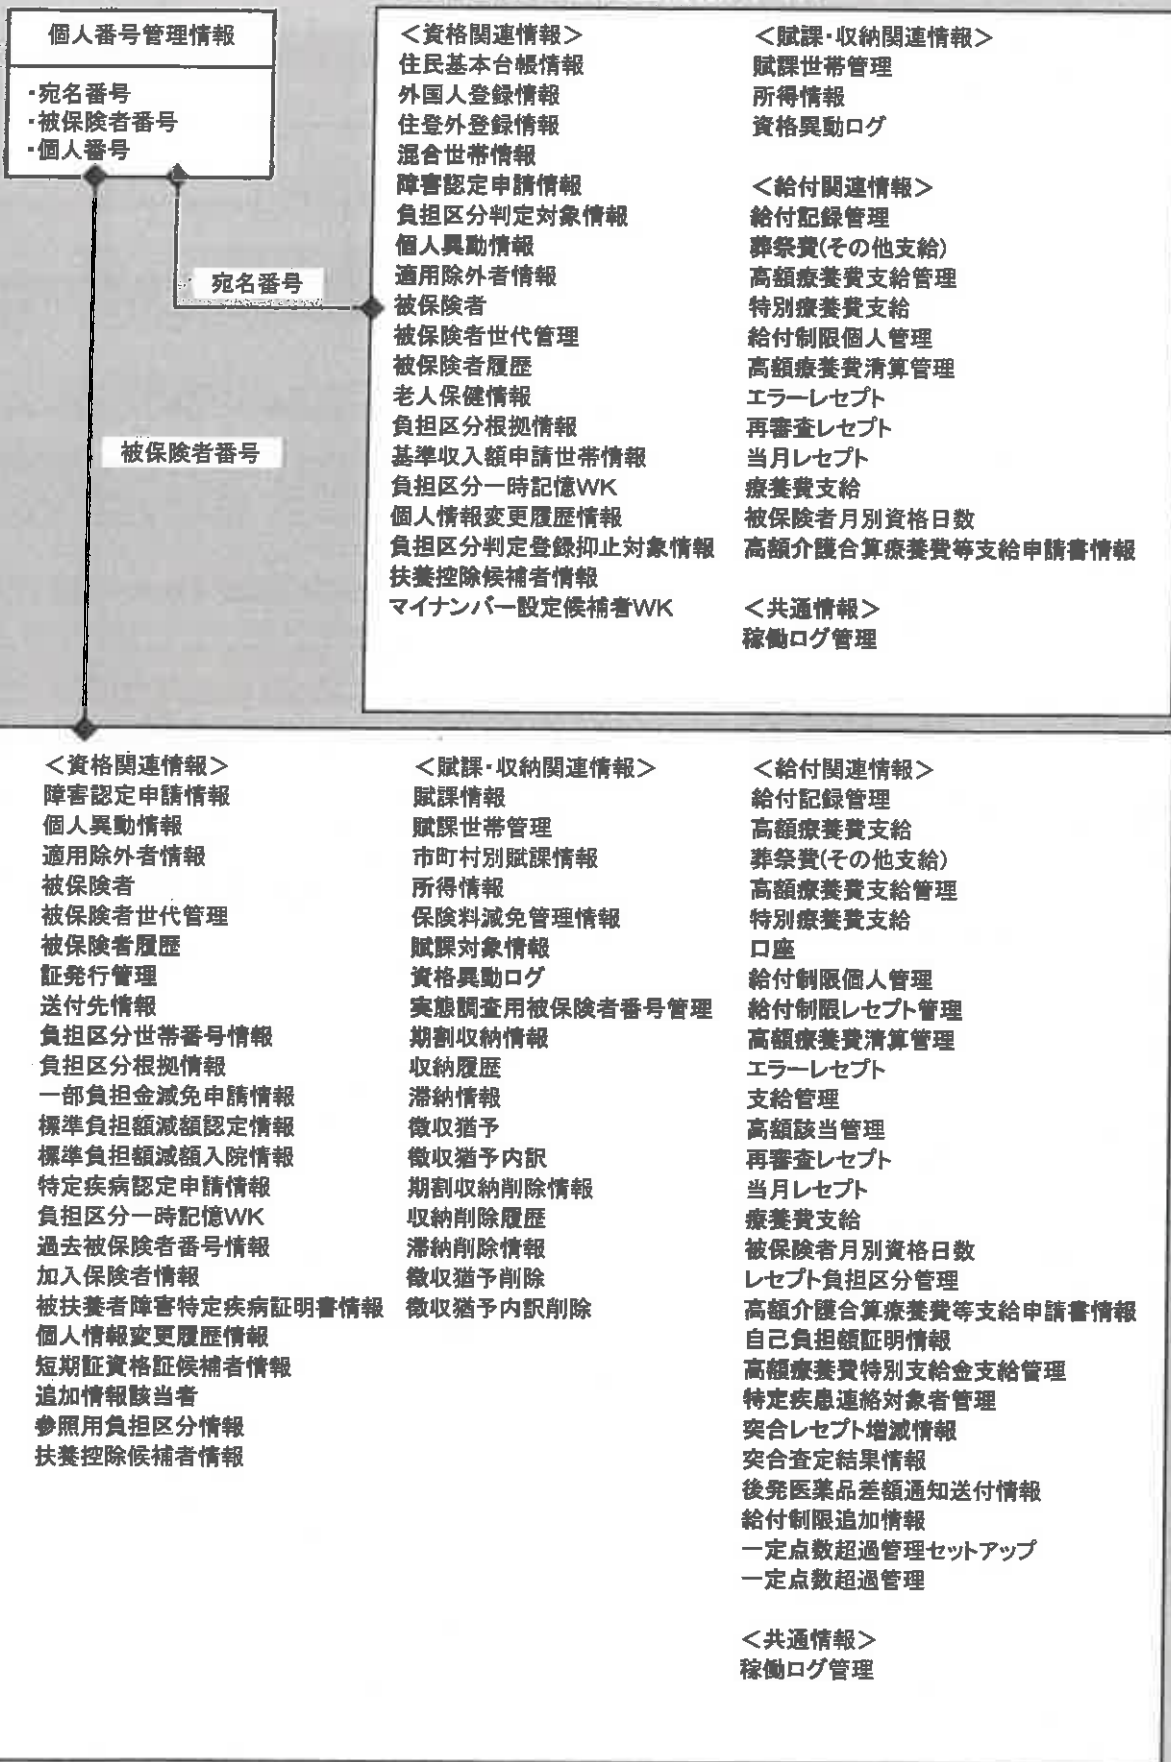 個人番号管理情報
・宛名番号
・被保険者番号
・個人番号
宛名番号
被保険者番号
＜資格関連情報＞
住民基本台帳情報
外国人登録情報
住登外登録情報
混合世帯情報
障害認定申請情報
負担区分判定対象情報
個人異動情報
適用除外者情報
被保険者
被保険者世代管理
被保険者履歴
老人保健情報
負担区分根拠情報
基準収入額申請世帯情報
負担区分一時記憶WK
個人情報変更履歴情報
負担区分判定登録抑止対象情報
扶養控除候補者情報
マイナンバー設定候補者WK
＜賦課・収納関連情報＞
賦課世帯管理
所得情報
資格異動ログ
＜給付関連情報＞
給付記録管理
葬祭費(その他支給)
高額療養費支給管理
特別療養費支給
給付制限個人管理
高額療養費清算管理
エラーレセプト
再審査レセプト
当月レセプト
療養費支給
被保険者月別資格日数
高額介護合算療養費等支給申請書情報
＜共通情報＞
稼働ログ管理
＜資格関連情報＞
障害認定申請情報
個人異動情報
適用除外者情報
被保険者
被保険者世代管理
被保険者履歴
証発行管理
送付先情報
負担区分世帯番号情報
負担区分根拠情報
一部負担金減免申請情報
標準負担額減額認定情報
標準負担額減額入院情報
特定疾病認定申請情報
負担区分一時記憶WK
過去被保険者番号情報
加入保険者情報
被扶養者障害特定疾病証明書情報
個人情報変更履歴情報
短期証資格証候補者情報
追加情報該当者
参照用負担区分情報
扶養控除候補者情報
＜賦課・収納関連情報＞
賦課情報
賦課世帯管理
市町村別賦課情報
所得情報
保険料減免管理情報
賦課対象情報
資格異動ログ
実態調査用被保険者番号管理
期割収納情報
収納履歴
滞納情報
徴収猶予
徴収猶予内訳
期割収納削除情報
収納削除履歴
滞納削除情報
徴収猶予削除
徴収猶予内訳削除
＜給付関連情報＞
給付記録管理
高額療養費支給
葬祭費(その他支給)
高額療養費支給管理
特別療養費支給
口座
給付制限個人管理
給付制限レセプト管理
高額療養費清算管理
エラーレセプト
支給管理
高額該当管理
再審査レセプト
当月レセプト
療養費支給
被保険者月別資格日数
レセプト負担区分管理
高額介護合算療養費等支給申請書情報
自己負担額証明情報
高額療養費特別支給金支給管理
特定疾患連絡対象者管理
突合レセプト増減情報
突合査定結果情報
後発医薬品差額通知送付情報
給付制限追加情報
一定点数超過管理セットアップ
一定点数超過管理
＜共通情報＞
稼働ログ管理